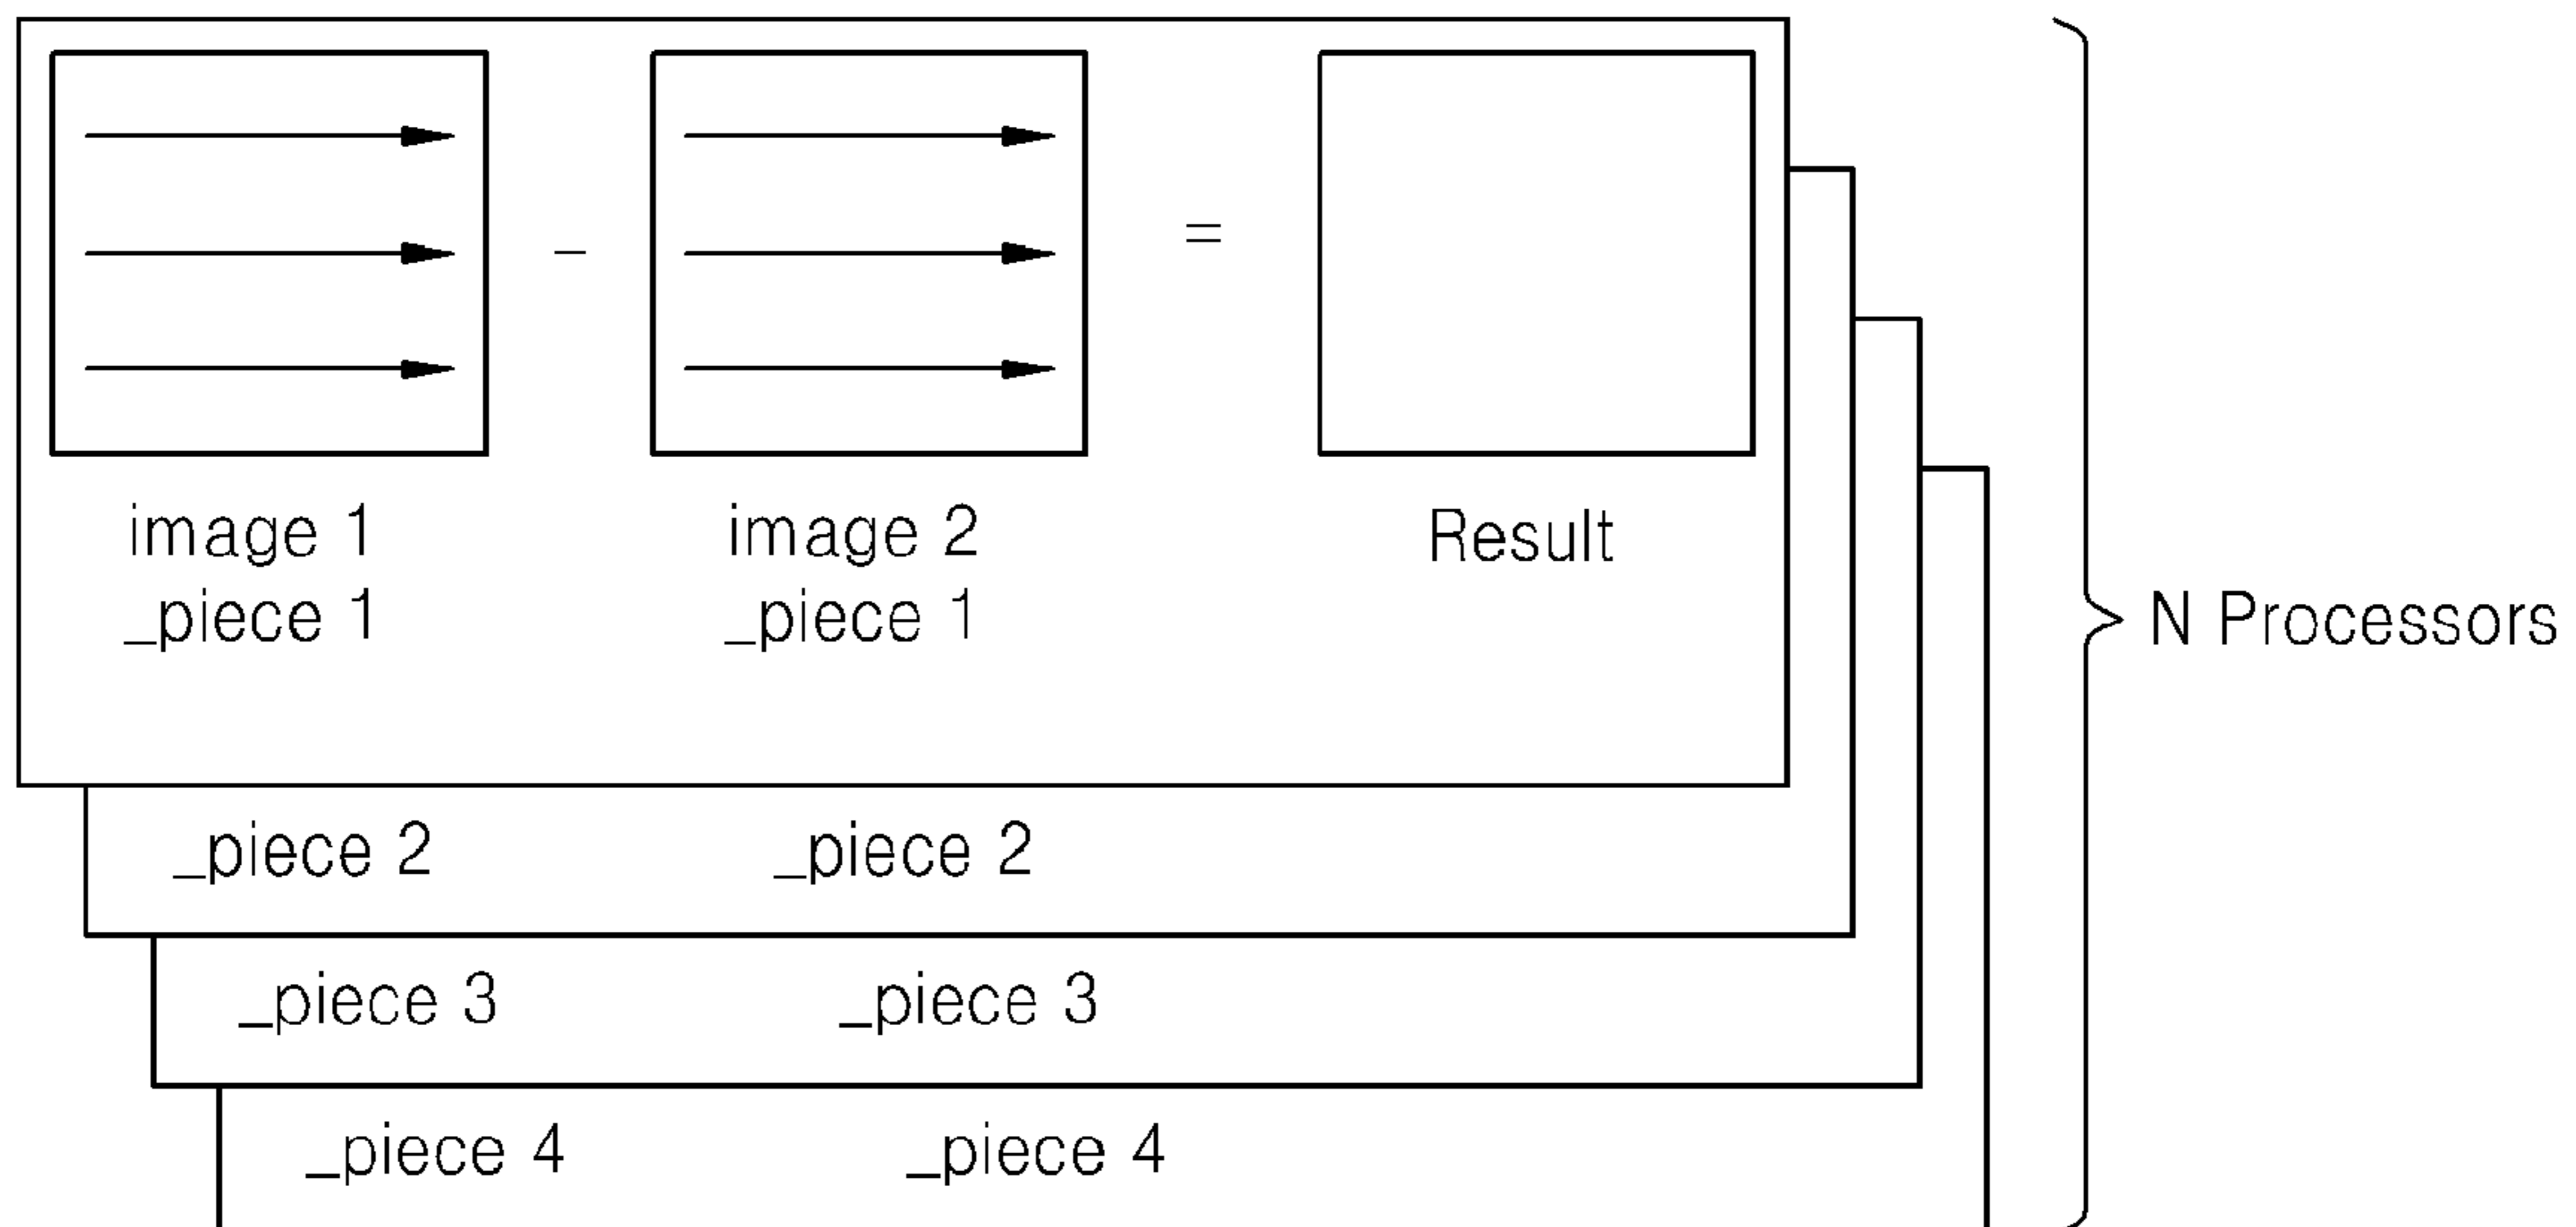 – =
image 1 image 2 Result
_piece 1 _piece 1
N Processors
_piece 2 _piece 2
_piece 3 _piece 3
_piece 4 _piece 4